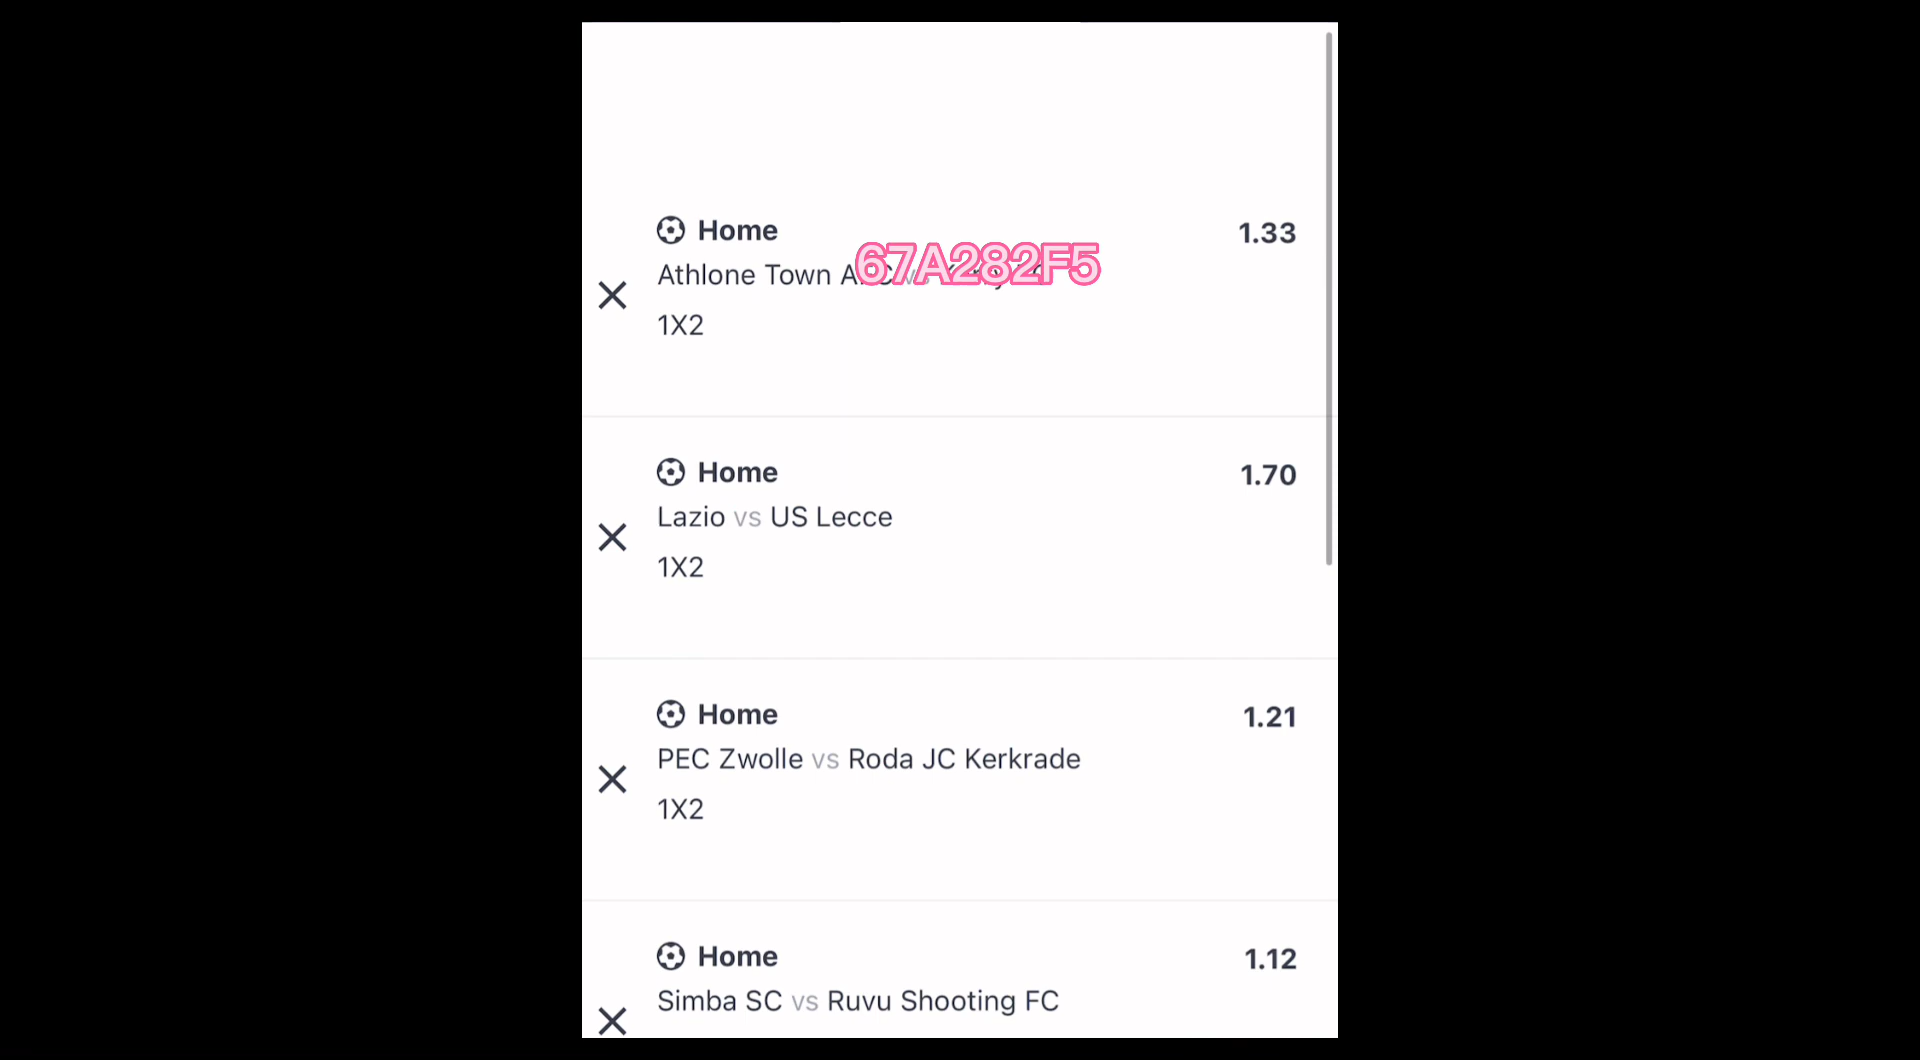 Home
1.33
67A282F5
Athlone Town A.
1X2
Home
1.70
Lazio vs US Lecce
1X2
Home
1.21
PEC Zwolle vs Roda JC Kerkrade
1X2
Home
1.12
Simba SC vs Ruvu Shooting FC